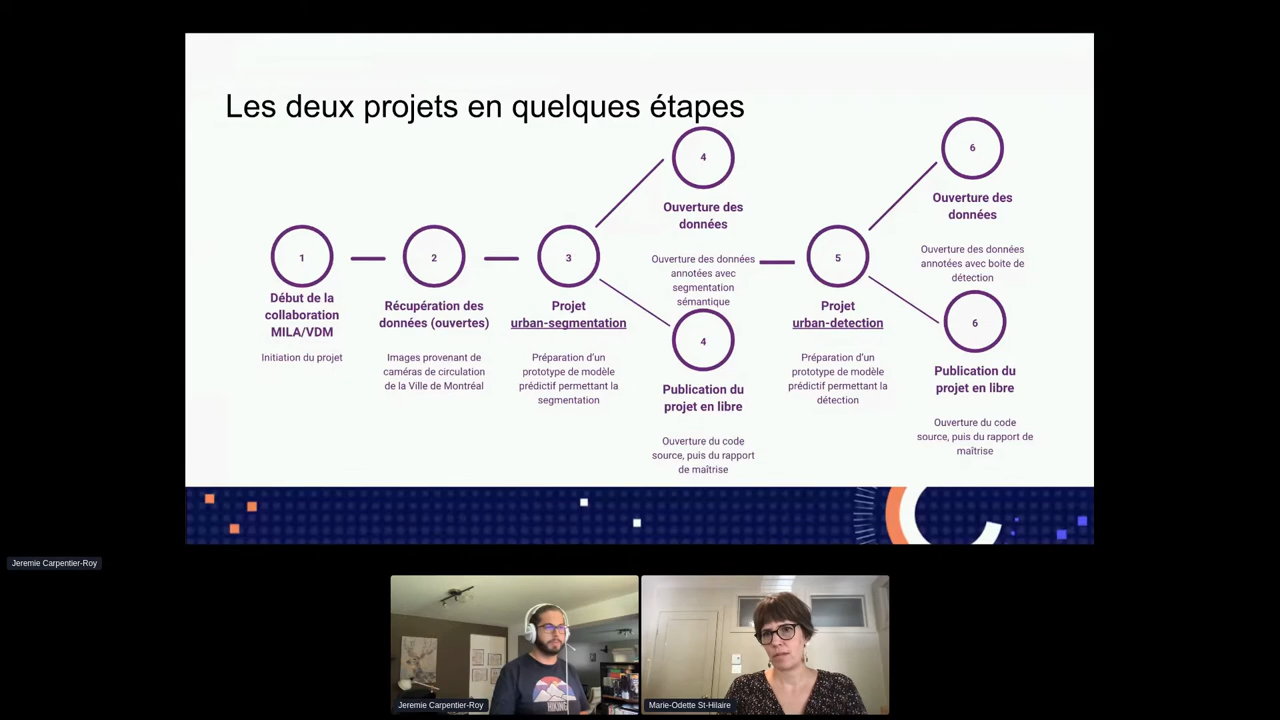 Les deux projets en quelques étapes
1
Début de la
collaboration
MILA/VDM
Initiation du projet
2
Récupération des
données (ouvertes)
Images provenant de
caméras de circulation
de la Ville de Montréal
3
Projet
urban-segmentation
Préparation d'un
prototype de modèle
prédictif permettant la
segmentation
4
Ouverture des
données
Ouverture des données
annotées avec
segmentation
sémantique
4
Publication du
projet en libre
Ouverture du code
source, puis du rapport
de maîtrise
5
Projet
urban-detection
Préparation d'un
prototype de modèle
prédictif permettant la
détection
6
Ouverture des
données
Ouverture des données
annotées avec boite de
détection
6
Publication du
projet en libre
Ouverture du code
source, puis du rapport de
maîtrise
Jeremie Carpentier-Roy
HIKING
Jeremie Carpentier-Roy
Marie-Odette St-Hilaire